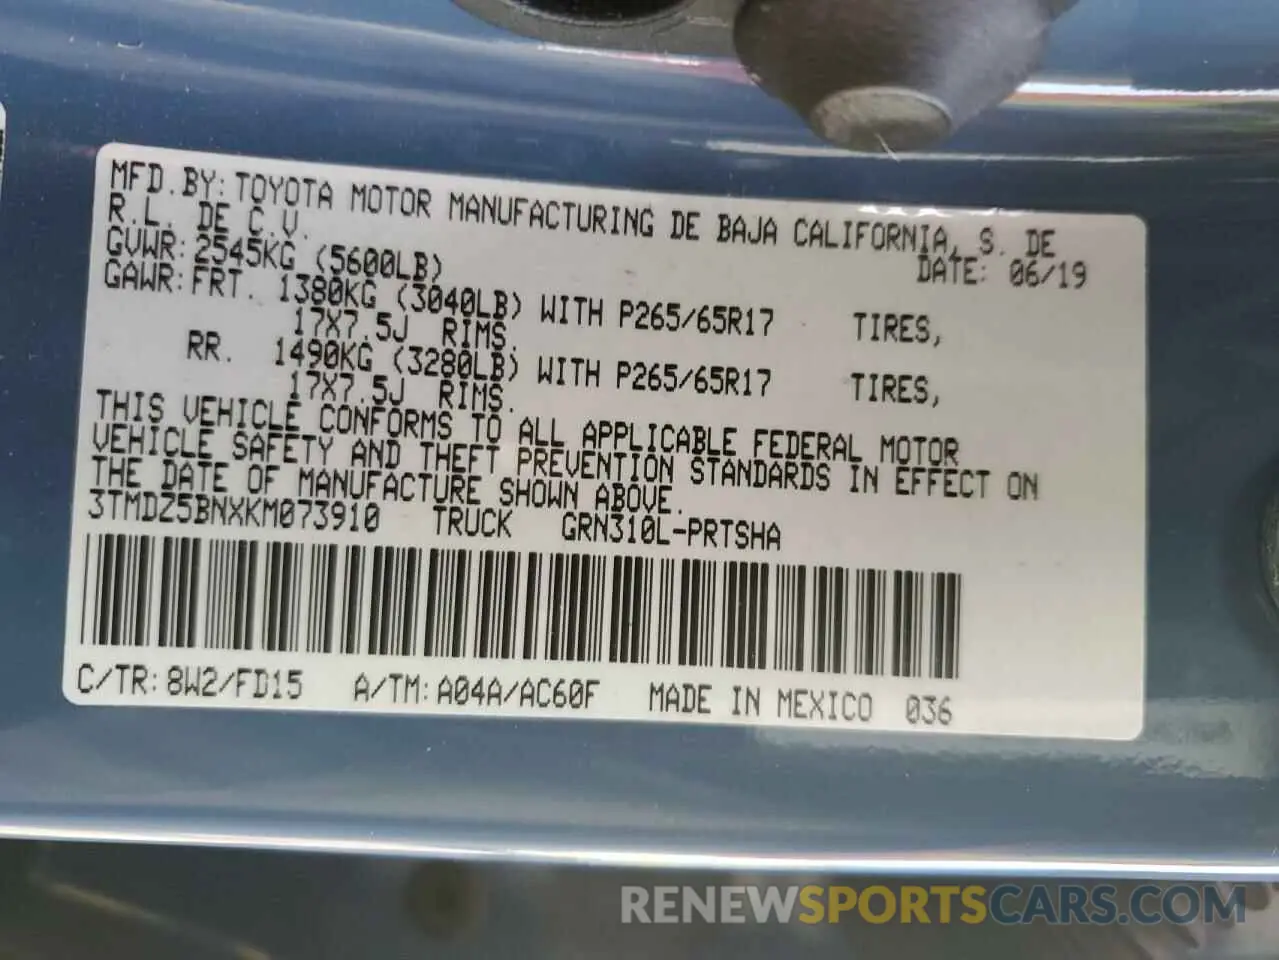 MFD.BY: TOYOTA MOTOR MANUFACTURING DE BAJA CALIFORNIA, S. DE
R.L. DE C.V. DATE: 06/19
GVWR: 2545KG (5600LB)
GAWR: FRT. 1380KG (3040LB) WITH P265/65R17 TIRES,
17X7.5J RIMS.
RR. 1490KG (3280LB) WITH P265/65R17 TIRES,
17X7.5J RIMS.
THIS VEHICLE CONFORMS TO ALL APPLICABLE FEDERAL MOTOR
VEHICLE SAFETY AND THEFT PREVENTION STANDARDS IN EFFECT ON
THE DATE OF MANUFACTURE SHOWN ABOVE.
3TMDZ5BNXKM073910 TRUCK GRN310L-PRTSHA
C/TR: 8W2/FD15 A/TM: A04A/AC60F MADE IN MEXICO 036
RENEWSPORTSCARS.COM